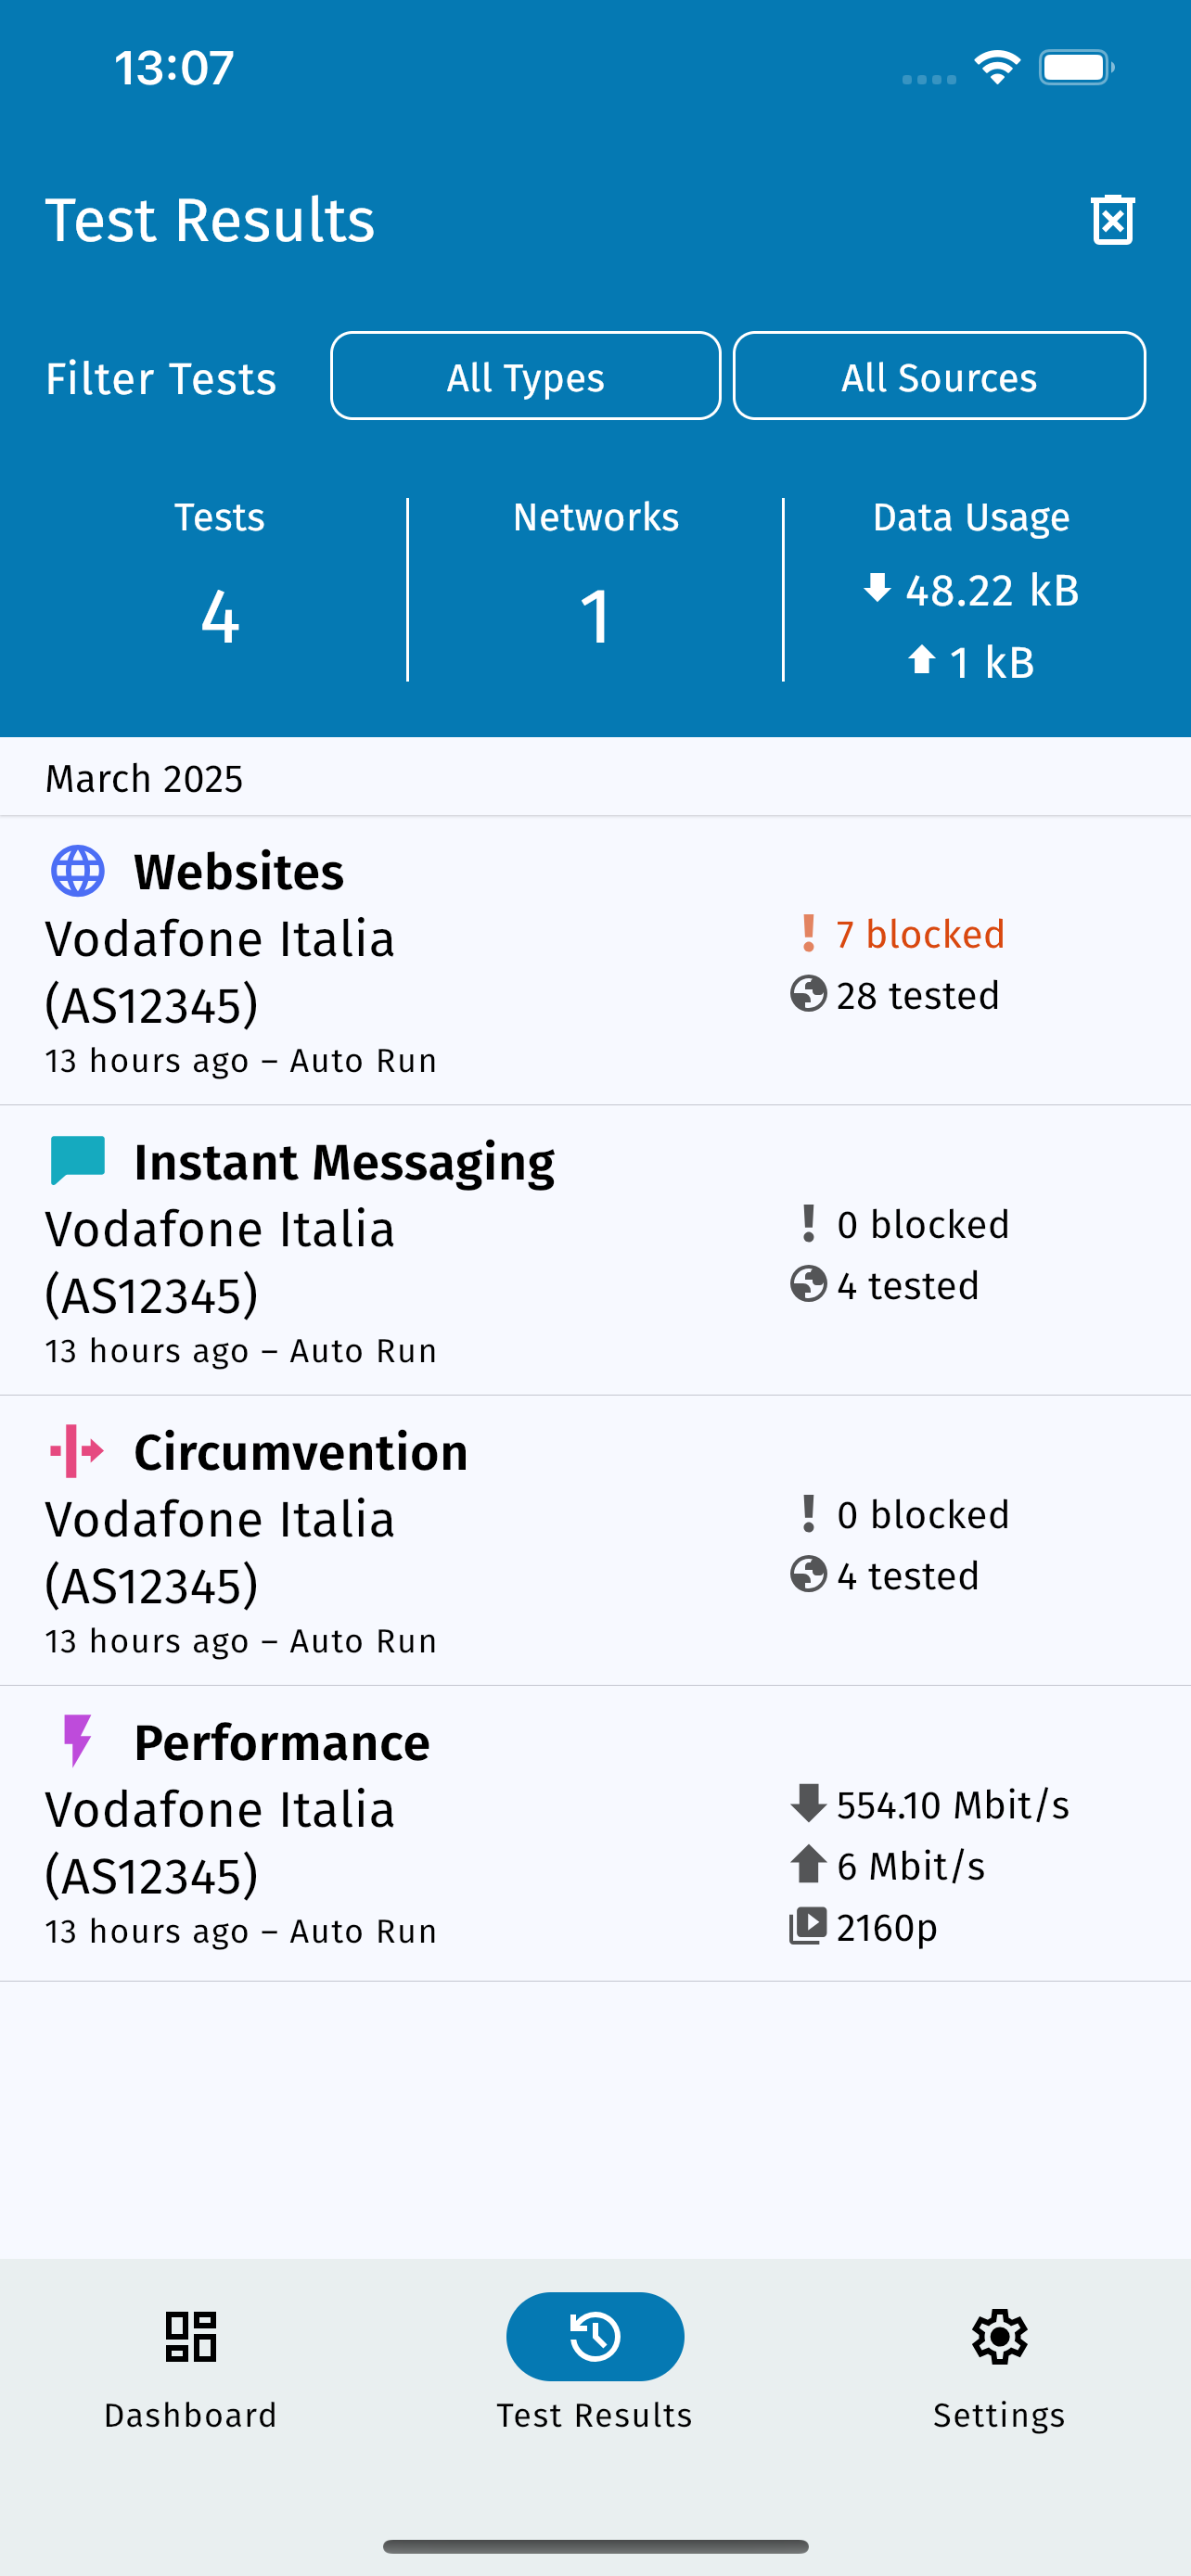 13:07
Test Results
Filter Tests
All Types
All Sources
Tests
Networks
Data Usage
4
1
48.22 kB
1 kB
March 2025
Websites
Vodafone Italia
(AS12345)
13 hours ago – Auto Run
7 blocked
28 tested
Instant Messaging
Vodafone Italia
(AS12345)
13 hours ago – Auto Run
0 blocked
4 tested
Circumvention
Vodafone Italia
(AS12345)
13 hours ago – Auto Run
0 blocked
4 tested
Performance
Vodafone Italia
(AS12345)
13 hours ago – Auto Run
554.10 Mbit/s
6 Mbit/s
2160p
Dashboard
Test Results
Settings